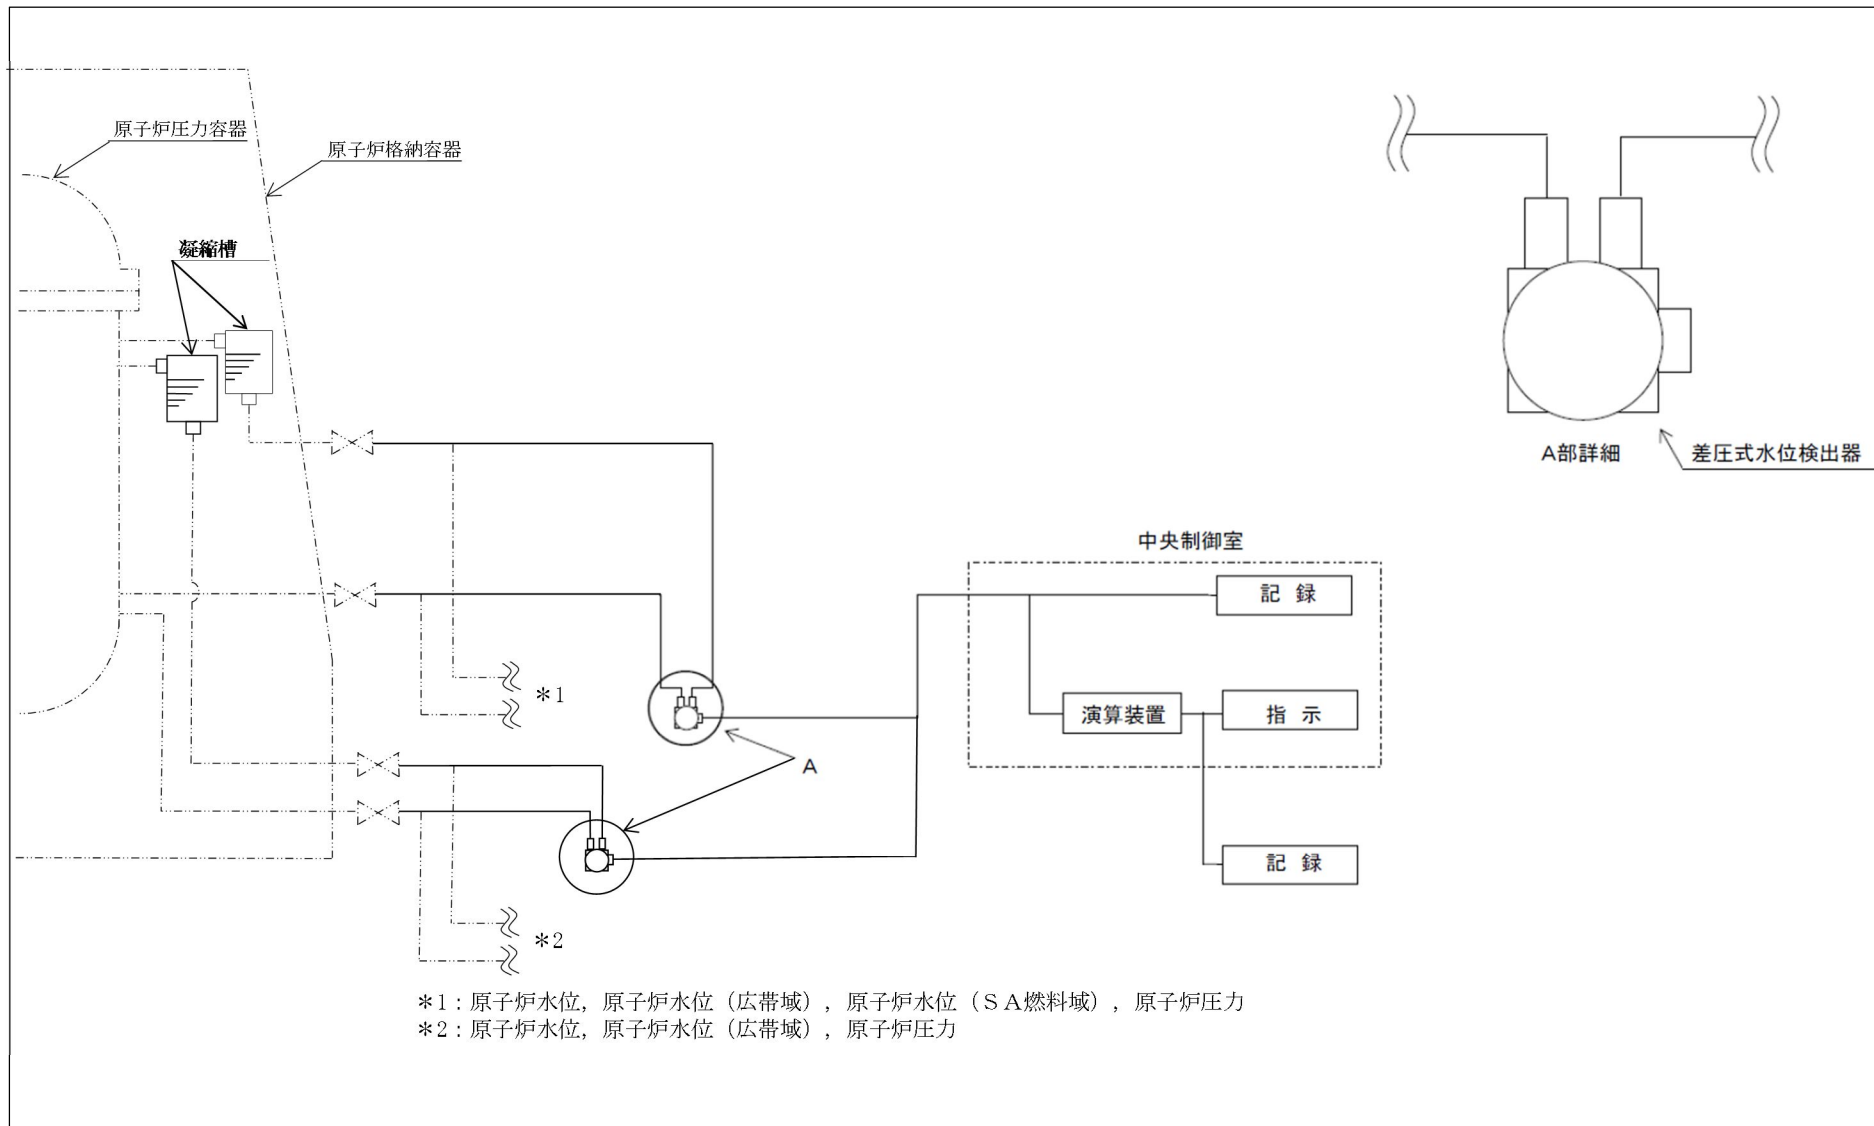 原子炉圧力容器
原子炉格納容器
凝縮槽
A部詳細
差圧式水位検出器
中央制御室
記 録
演算装置
指 示
記 録
A
*1
*2
*1:原子炉水位,原子炉水位(広帯域),原子炉水位(SA燃料域),原子炉圧力
*2:原子炉水位,原子炉水位(広帯域),原子炉圧力